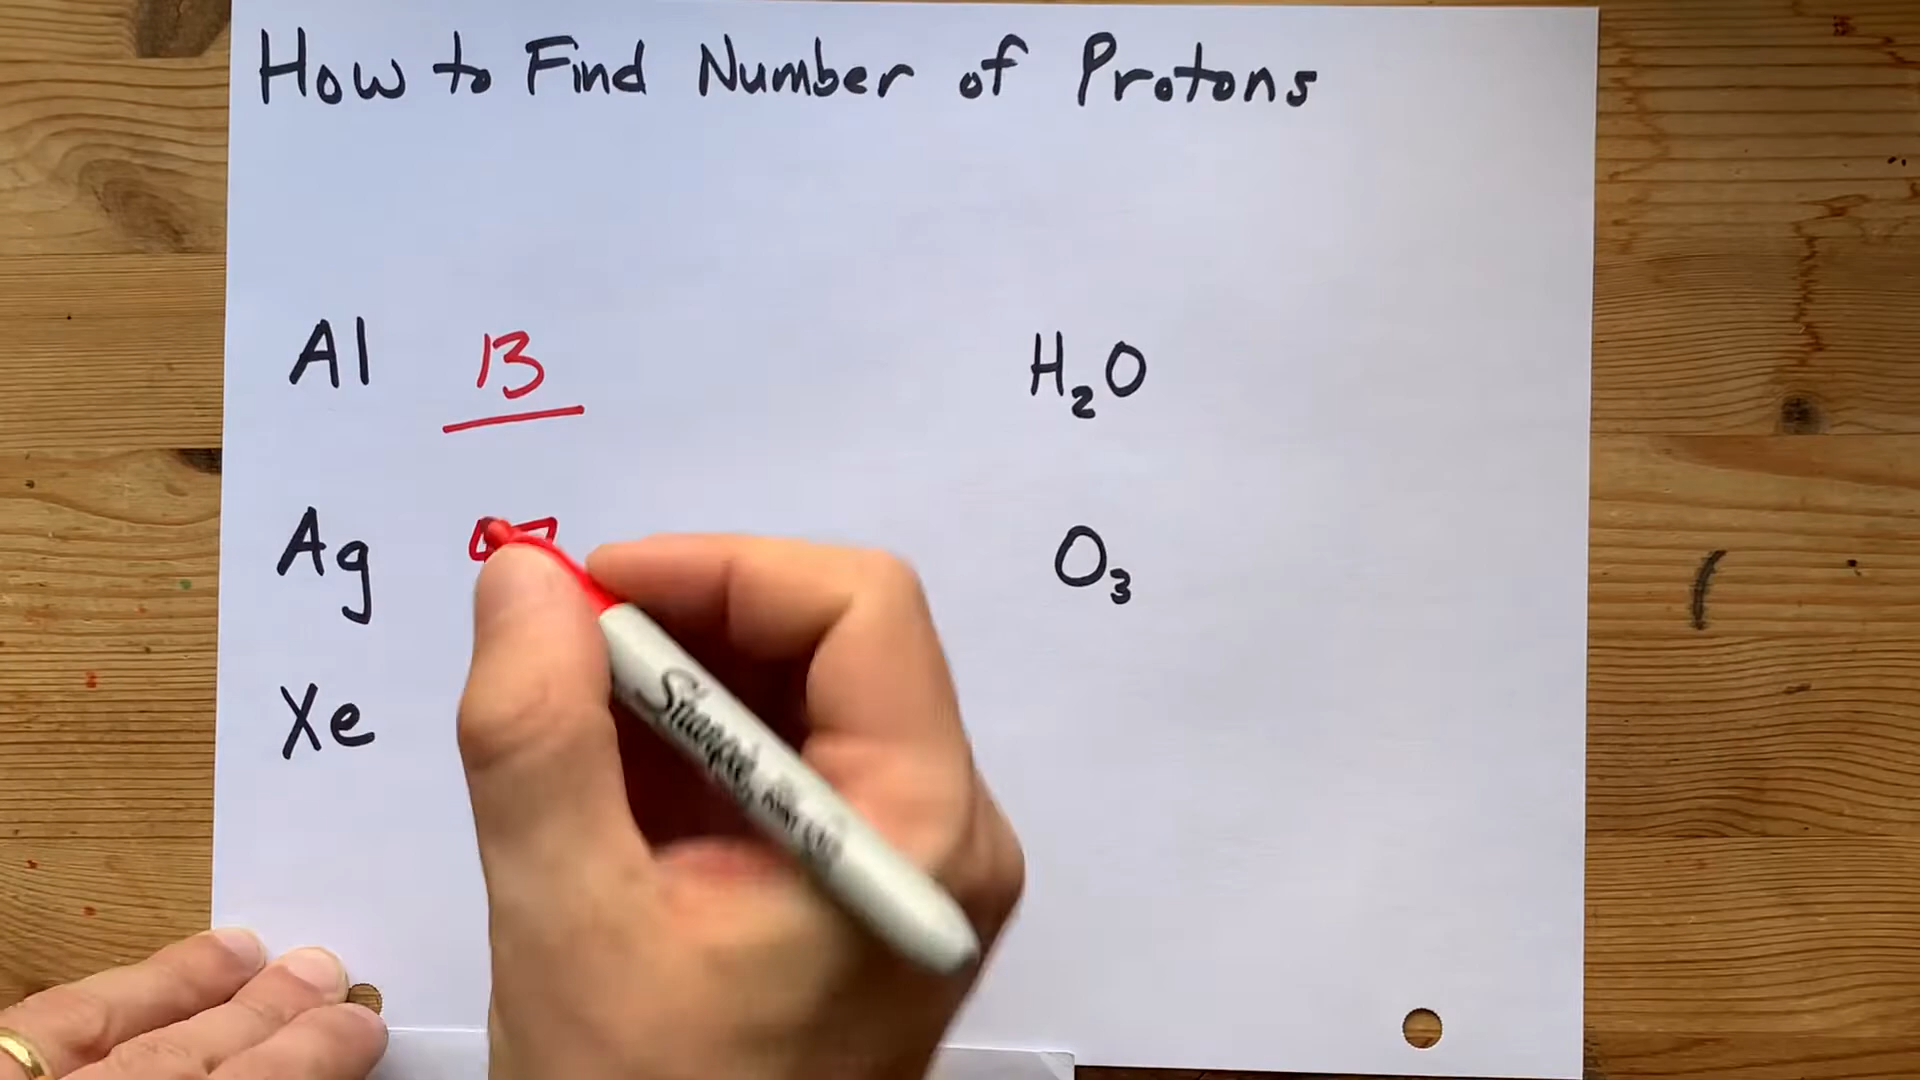 How to Find Number of Protons
Al 13
H₂O
Ag
O₃
Xe
Sharpie